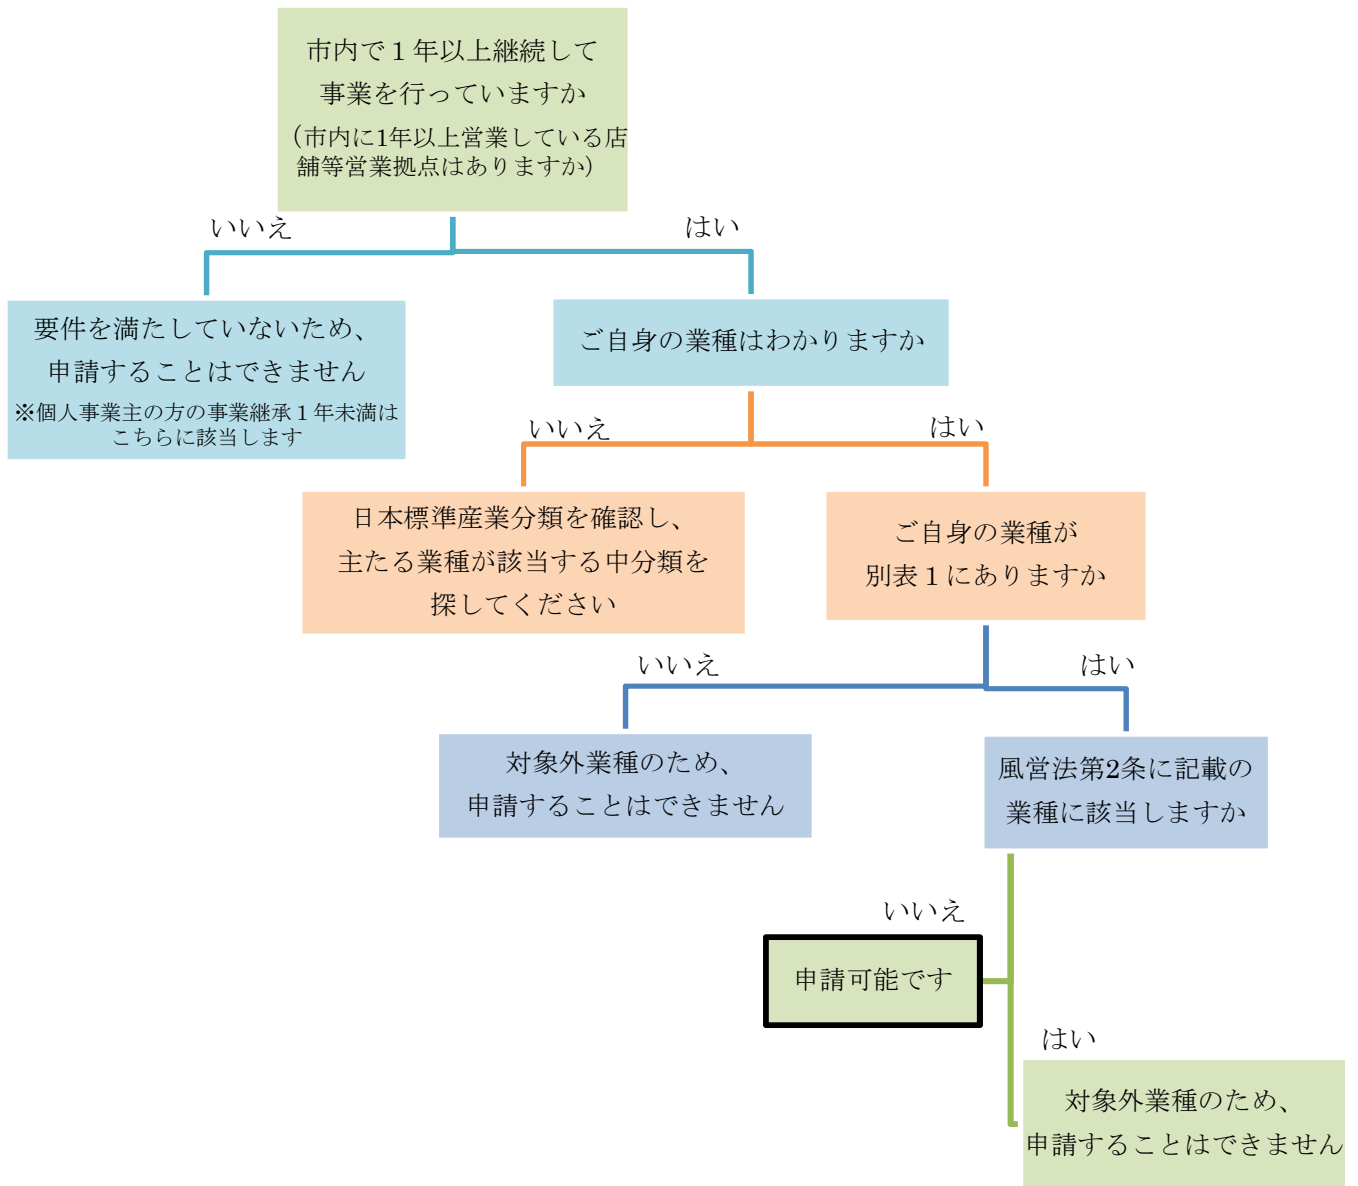 市内で１年以上継続して
事業を行っていますか
（市内に1年以上営業している店
舗等営業拠点はありますか）
いいえ
はい
要件を満たしていないため、
申請することはできません
※個人事業主の方の事業継承１年未満は
こちらに該当します
ご自身の業種はわかりますか
いいえ
はい
日本標準産業分類を確認し、
主たる業種が該当する中分類を
探してください
ご自身の業種が
別表１にありますか
いいえ
はい
対象外業種のため、
申請することはできません
風営法第2条に記載の
業種に該当しますか
いいえ
申請可能です
はい
対象外業種のため、
申請することはできません